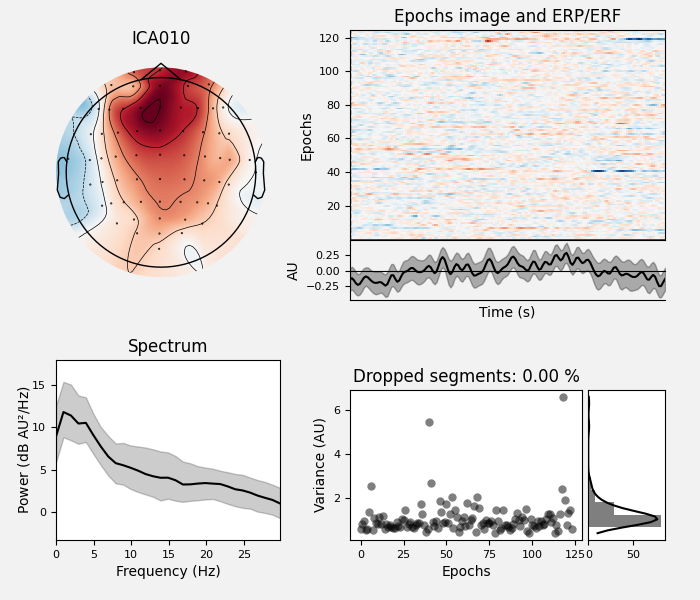 ICA010
Epochs image and ERP/ERF
Epochs
120
100
80
60
40
20
AU
0.25
0.00
−0.25
Time (s)
Spectrum
Power (dB AU²/Hz)
15
10
5
0
0 5 10 15 20 25
Frequency (Hz)
Dropped segments: 0.00 %
Variance (AU)
6
4
2
0 25 50 75 100 125
Epochs
0 50